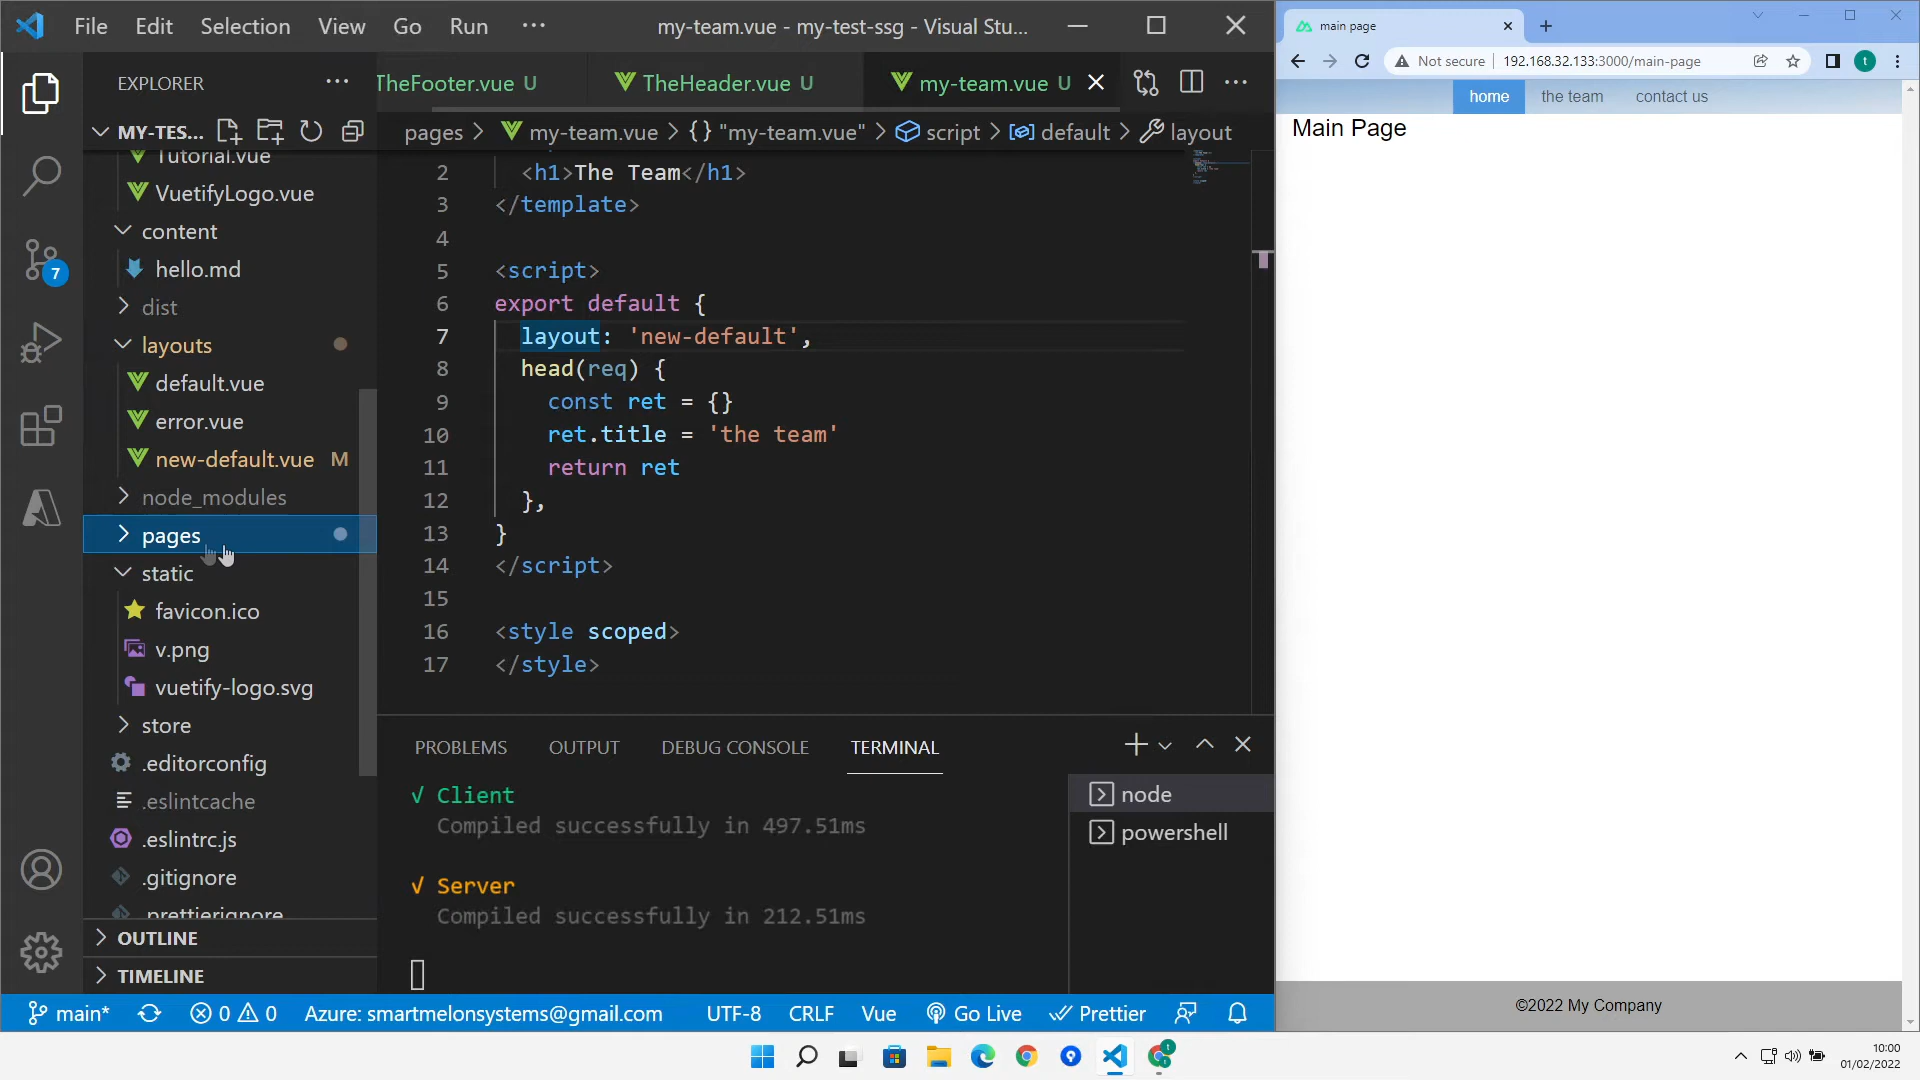 File Edit Selection View Go Run ··· my-team.vue - my-test-ssg - Visual Stu...
EXPLORER ···
MY-TES...
Tutorial.vue
VuetifyLogo.vue
content
hello.md
dist
layouts
default.vue
error.vue
new-default.vue M
node_modules
pages
static
favicon.ico
v.png
vuetify-logo.svg
store
.editorconfig
.eslintcache
.eslintrc.js
.gitignore
.prettierignore
OUTLINE
TIMELINE
TheFooter.vue U TheHeader.vue U my-team.vue U
pages > my-team.vue > {} "my-team.vue" > script > default > layout
2 <h1>The Team</h1>
3 </template>
4
5 <script>
6 export default {
7 layout: 'new-default',
8 head(req) {
9 const ret = {}
10 ret.title = 'the team'
11 return ret
12 },
13 }
14 </script>
15
16 <style scoped>
17 </style>
PROBLEMS OUTPUT DEBUG CONSOLE TERMINAL
√ Client
Compiled successfully in 497.51ms
√ Server
Compiled successfully in 212.51ms
node
powershell
7
main* 0 0 Azure: smartmelonsystems@gmail.com UTF-8 CRLF Vue Go Live Prettier
main page
Not secure 192.168.32.133:3000/main-page t
home the team contact us
Main Page
©2022 My Company
t
10:00
01/02/2022